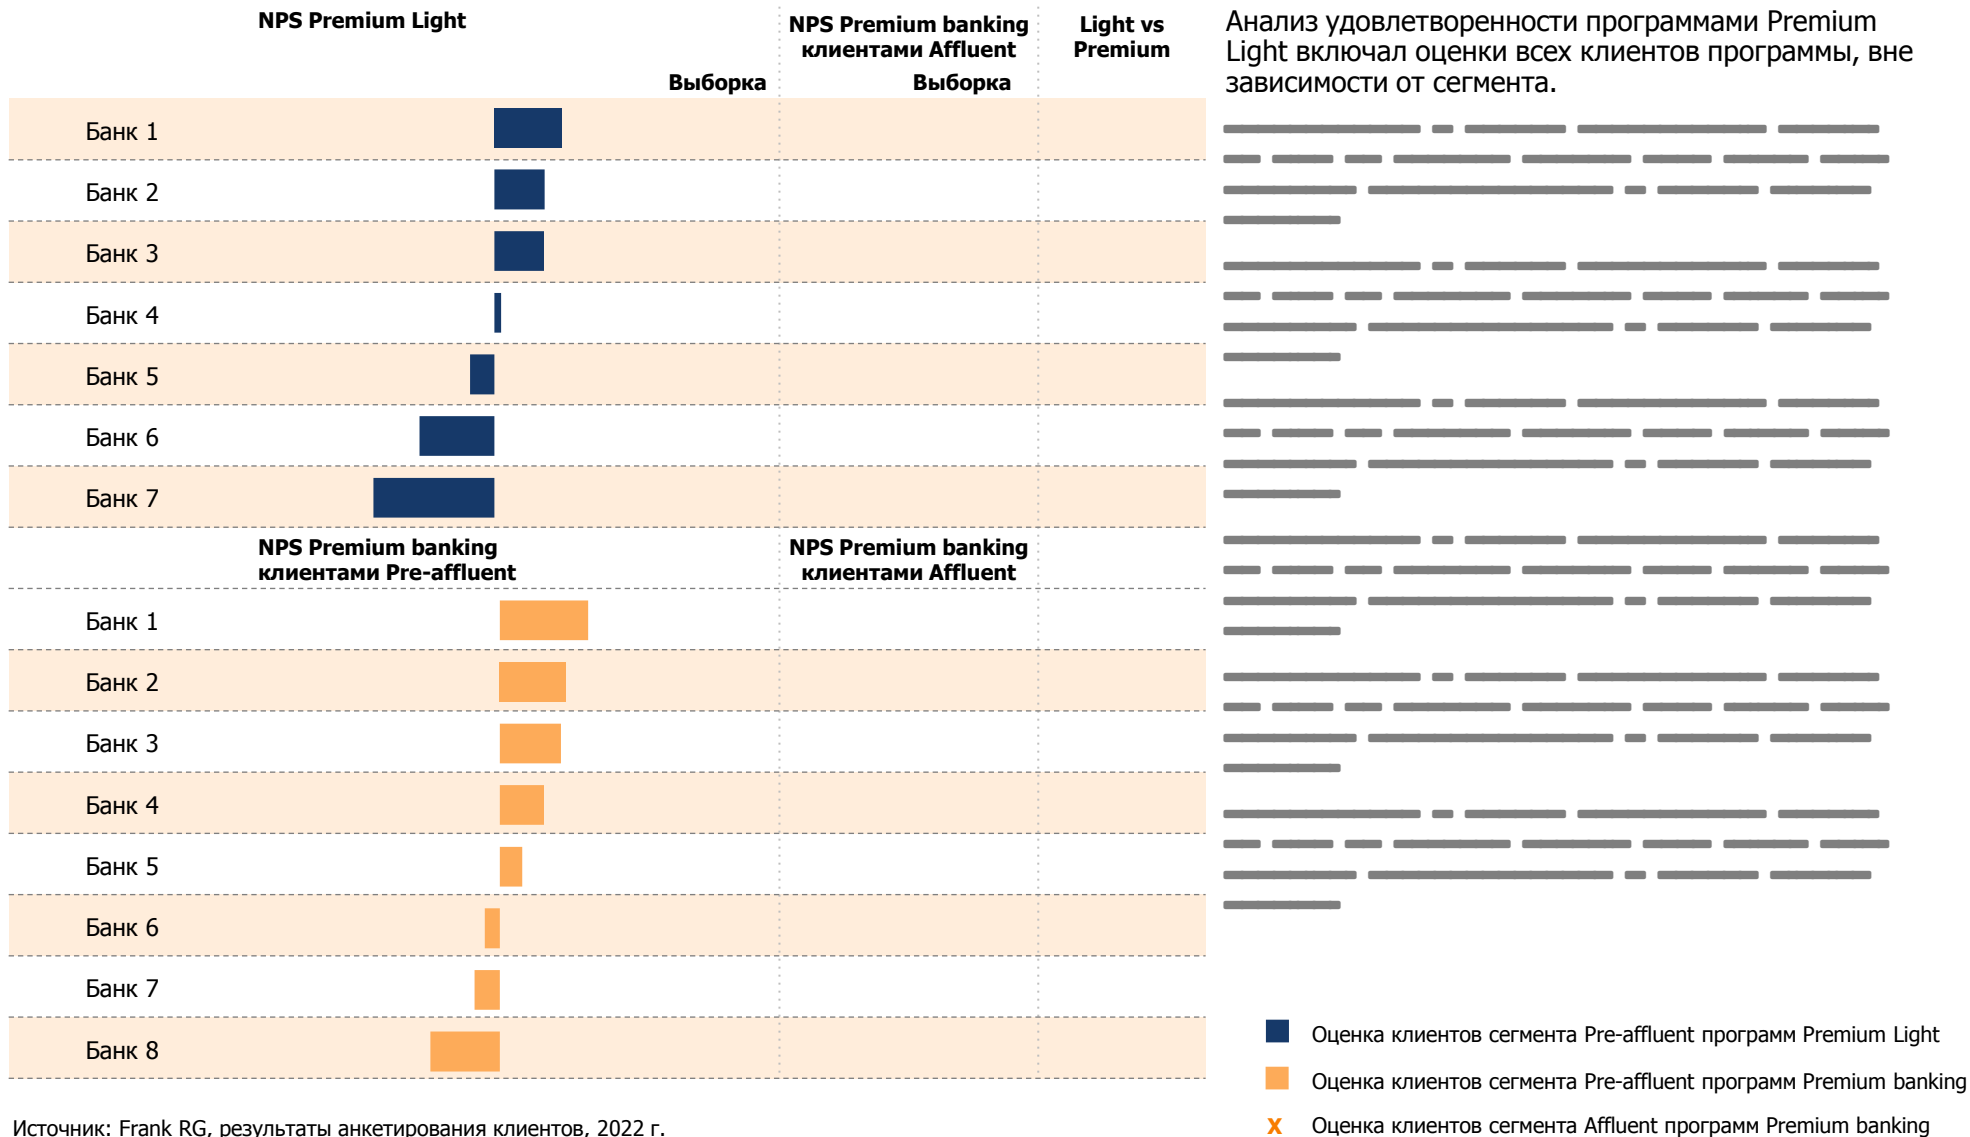 NPS Premium Light
NPS Premium banking
клиентами Affluent
Light vs
Premium
Выборка
Выборка
Банк 1
Банк 2
Банк 3
Банк 4
Банк 5
Банк 6
Банк 7
NPS Premium banking
клиентами Pre-affluent
NPS Premium banking
клиентами Affluent
Банк 1
Банк 2
Банк 3
Банк 4
Банк 5
Банк 6
Банк 7
Банк 8
Источник: Frank RG, результаты анкетирования клиентов, 2022 г.
Анализ удовлетворенности программами Premium
Light включал оценки всех клиентов программы, вне
зависимости от сегмента.
Оценка клиентов сегмента Pre-affluent программ Premium Light
Оценка клиентов сегмента Pre-affluent программ Premium banking
x Оценка клиентов сегмента Affluent программ Premium banking